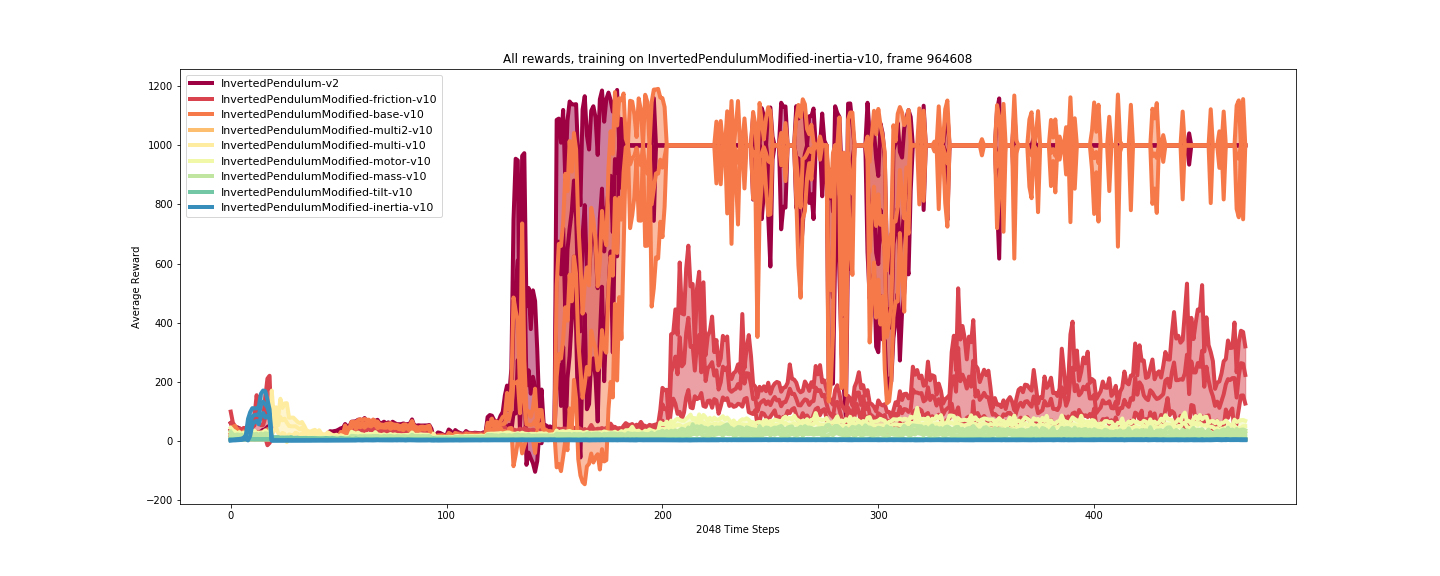 All rewards, training on InvertedPendulumModified-inertia-v10, frame 964608
InvertedPendulum-v2
InvertedPendulumModified-friction-v10
InvertedPendulumModified-base-v10
InvertedPendulumModified-multi2-v10
InvertedPendulumModified-multi-v10
InvertedPendulumModified-motor-v10
InvertedPendulumModified-mass-v10
InvertedPendulumModified-tilt-v10
InvertedPendulumModified-inertia-v10
Average Reward
1200
1000
800
600
400
200
0
−200
0 100 200 300 400
2048 Time Steps